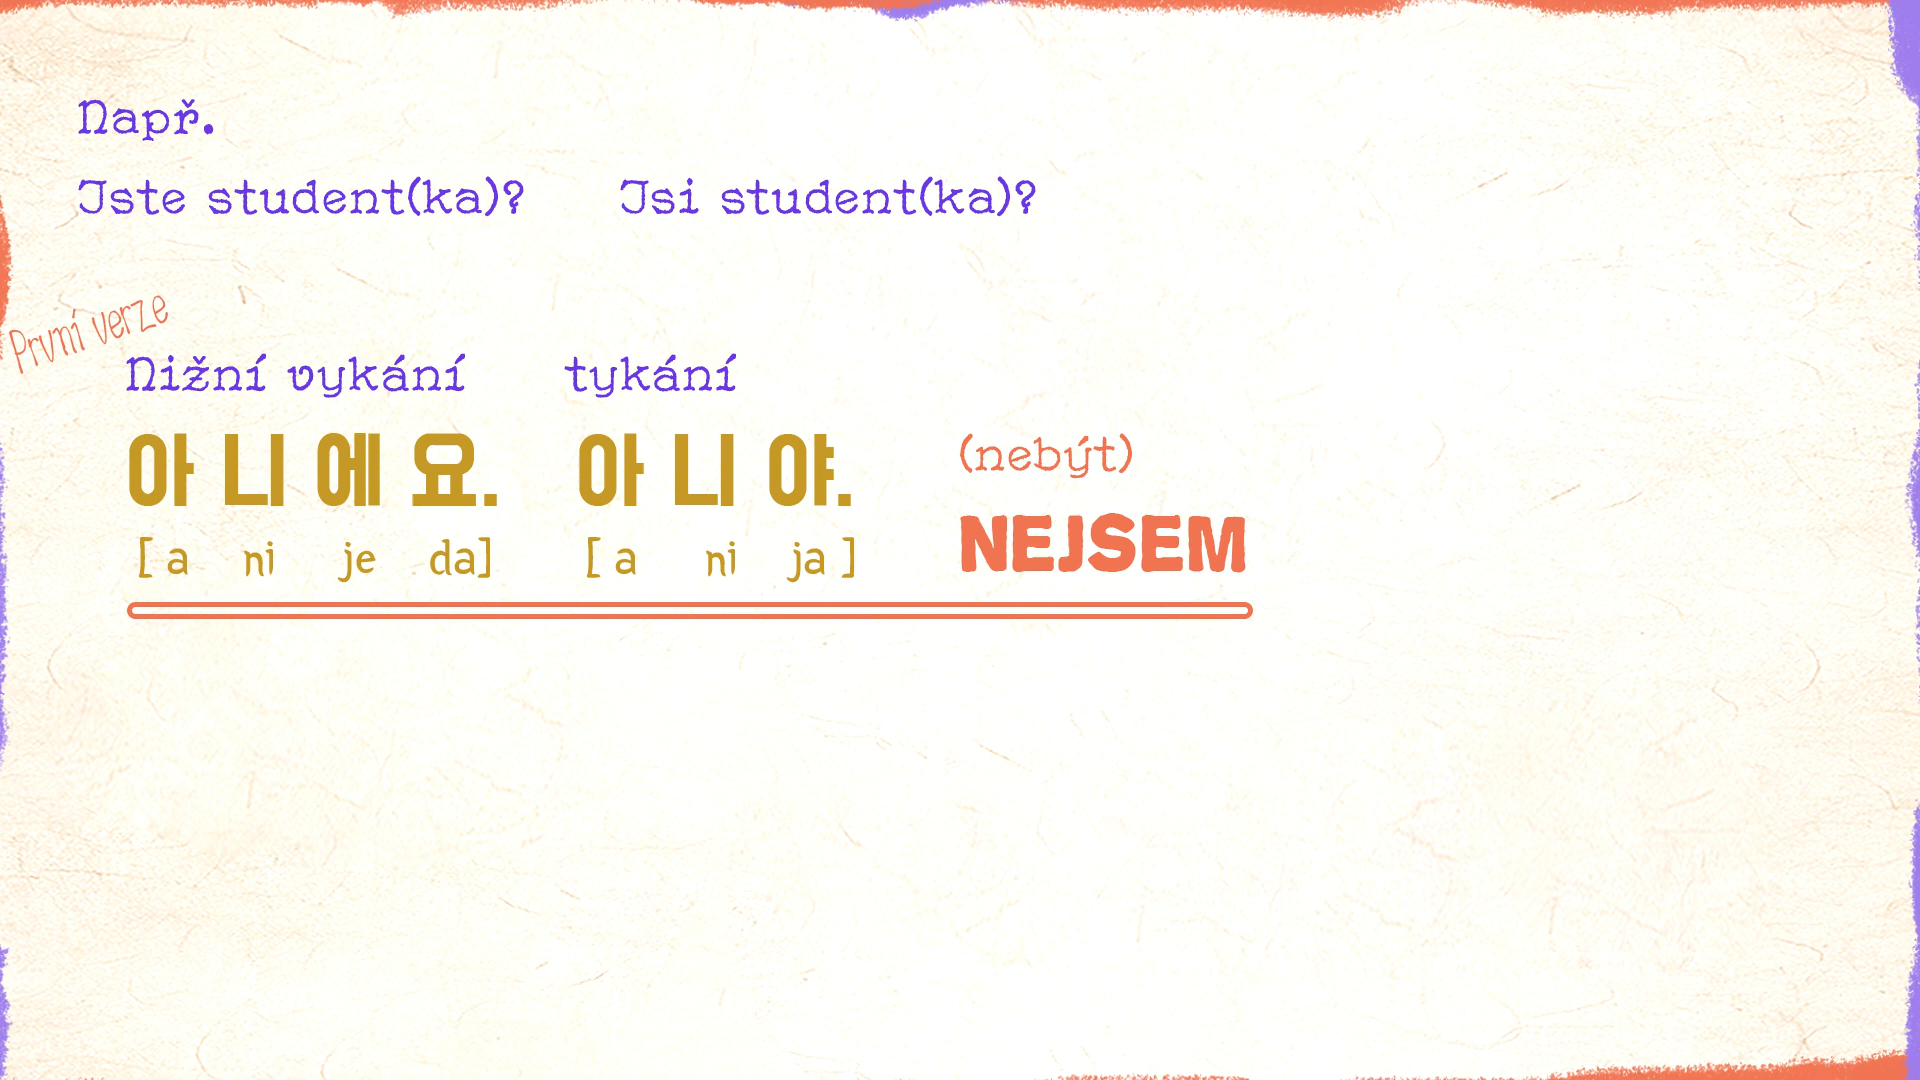 Např.
Jste student(ka)? Jsi student(ka)?
První verze
Nižní vykání tykání
아니에요. 아니야. (nebýt)
[ a ni je da] [ a ni ja ] NEJSEM